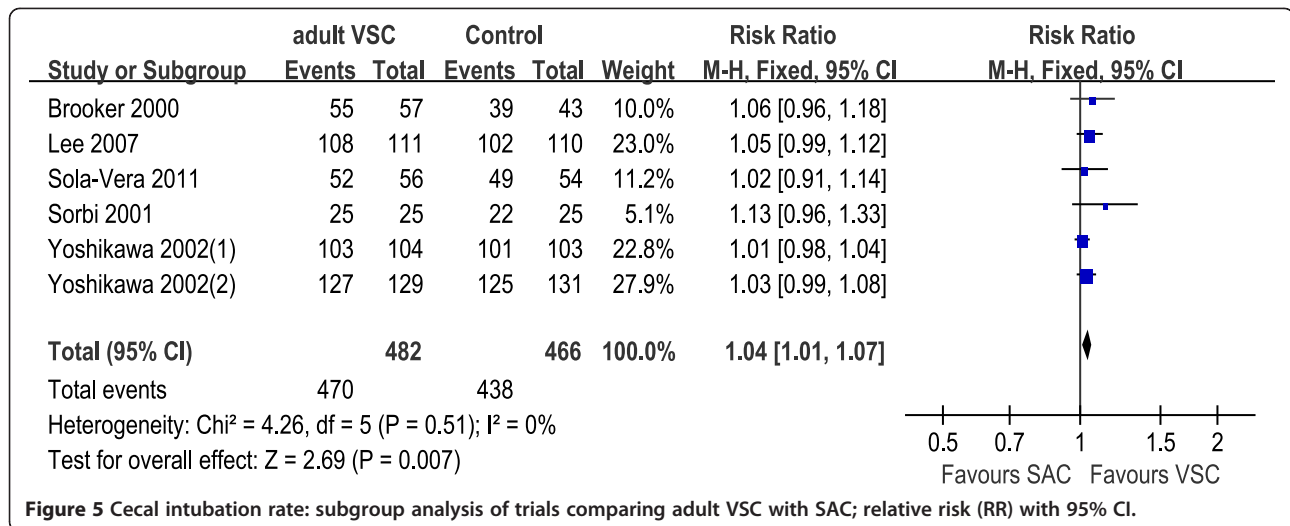 adult VSC Control Risk Ratio Risk Ratio
Study or Subgroup Events Total Events Total Weight M-H, Fixed, 95% CI M-H, Fixed, 95% CI
Brooker 2000 55 57 39 43 10.0% 1.06 [0.96, 1.18]
Lee 2007 108 111 102 110 23.0% 1.05 [0.99, 1.12]
Sola-Vera 2011 52 56 49 54 11.2% 1.02 [0.91, 1.14]
Sorbi 2001 25 25 22 25 5.1% 1.13 [0.96, 1.33]
Yoshikawa 2002(1) 103 104 101 103 22.8% 1.01 [0.98, 1.04]
Yoshikawa 2002(2) 127 129 125 131 27.9% 1.03 [0.99, 1.08]
Total (95% CI) 482 466 100.0% 1.04 [1.01, 1.07]
Total events 470 438
Heterogeneity: Chi² = 4.26, df = 5 (P = 0.51); I² = 0%
Test for overall effect: Z = 2.69 (P = 0.007)
0.5 0.7 1 1.5 2
Favours SAC Favours VSC
Figure 5 Cecal intubation rate: subgroup analysis of trials comparing adult VSC with SAC; relative risk (RR) with 95% CI.